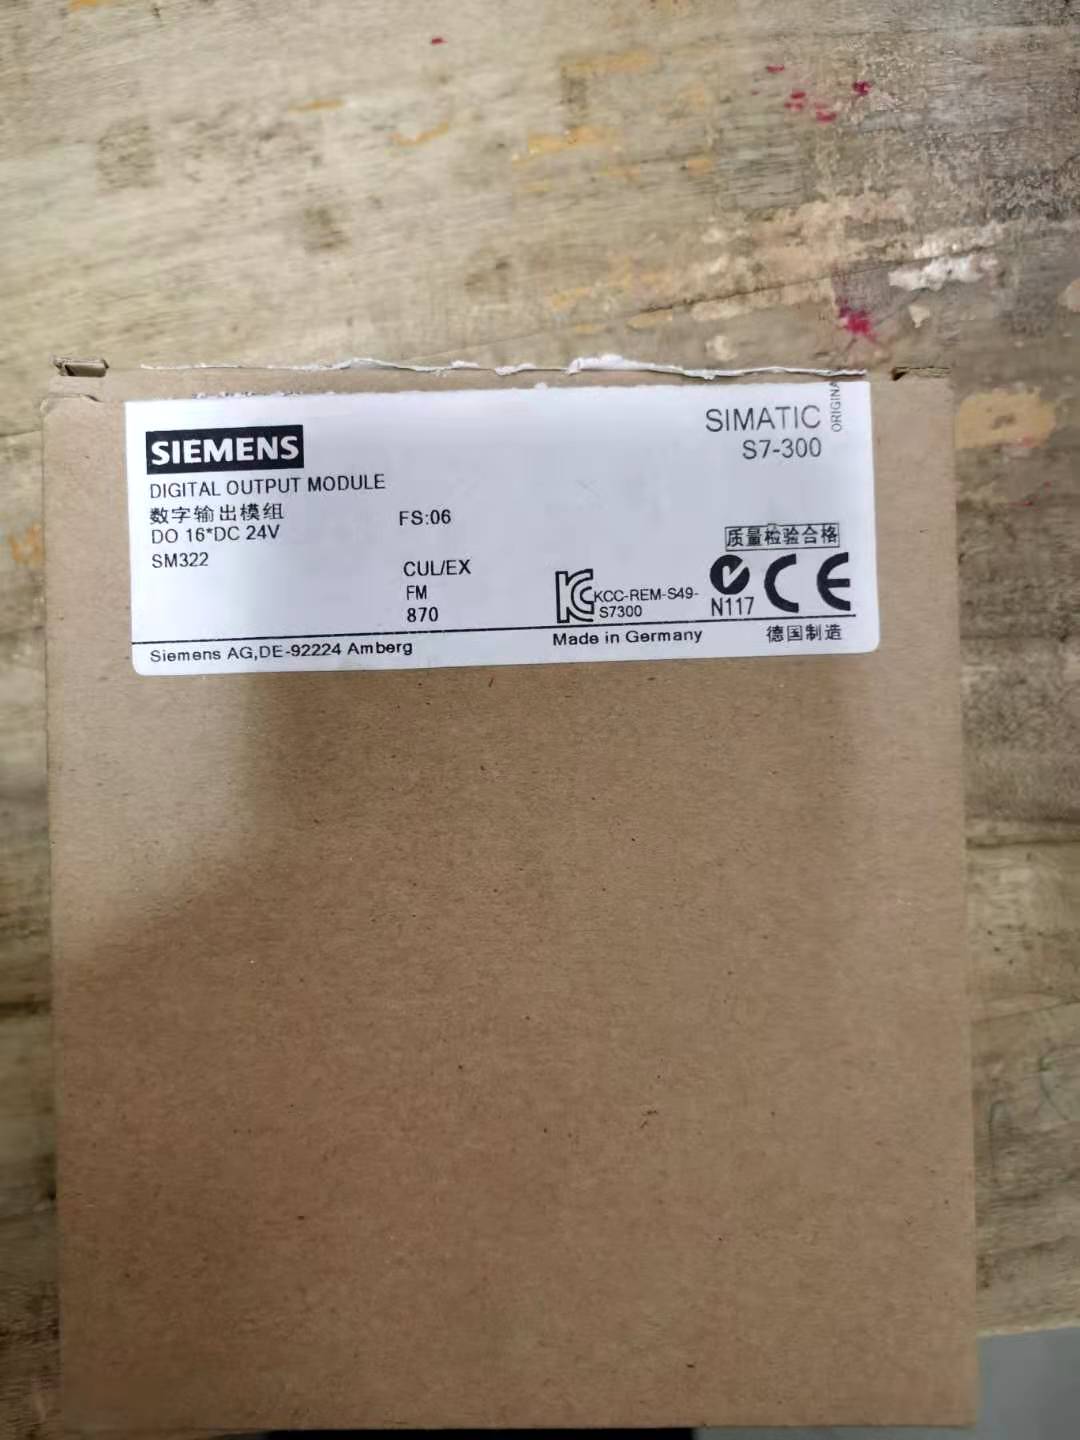 SIEMENS
SIMATIC
S7-300
ORIGINA
DIGITAL OUTPUT MODULE
数字输出模组
DO 16*DC 24V
SM322
FS:06
CUL/EX
FM
870
KCC-REM-S49-
S7300
质量检验合格
N117
CE
Siemens AG,DE-92224 Amberg
Made in Germany
德国制造